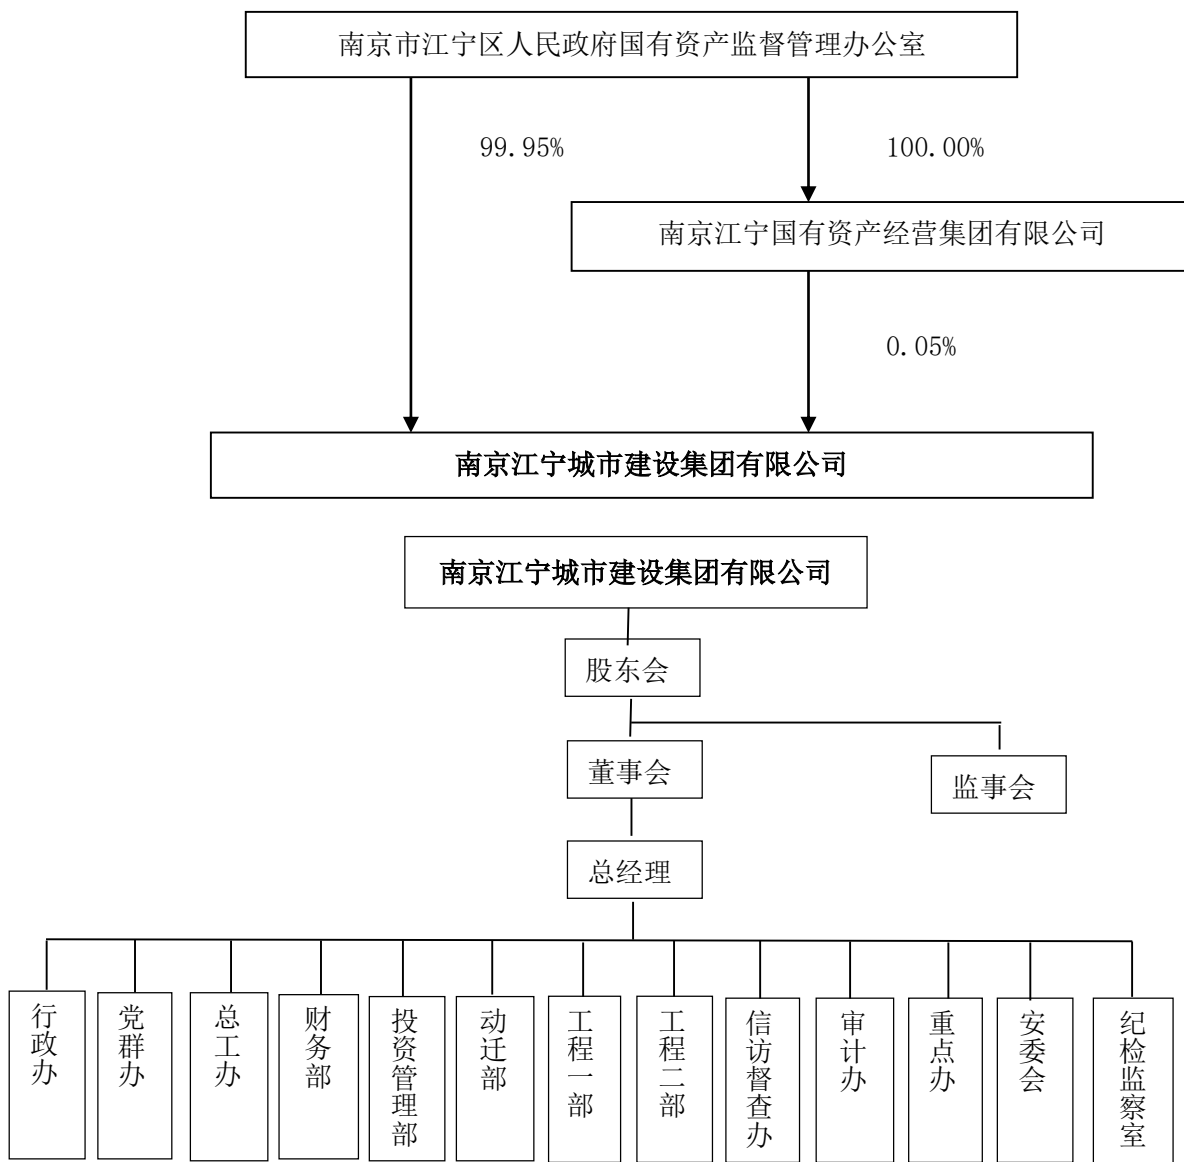 南京市江宁区人民政府国有资产监督管理办公室
99.95%
100.00%
南京江宁国有资产经营集团有限公司
0.05%
南京江宁城市建设集团有限公司
南京江宁城市建设集团有限公司
股东会
董事会
监事会
总经理
行政办
党群办
总工办
财务部
投资管理部
动迁部
工程一部
工程二部
信访督查办
审计办
重点办
安委会
纪检监察室